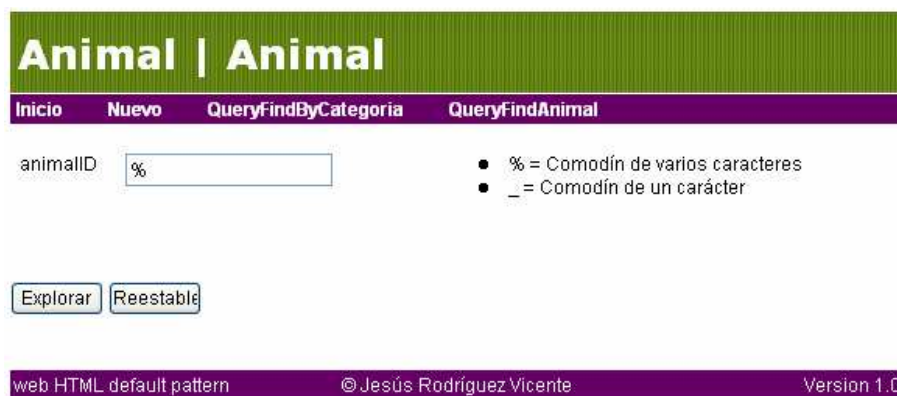 Animal | Animal
Inicio Nuevo QueryFindByCategoria QueryFindAnimal
animalID % • % = Comodín de varios caracteres
• _ = Comodín de un carácter
Explorar Reestable
web HTML default pattern © Jesús Rodríguez Vicente Version 1.0